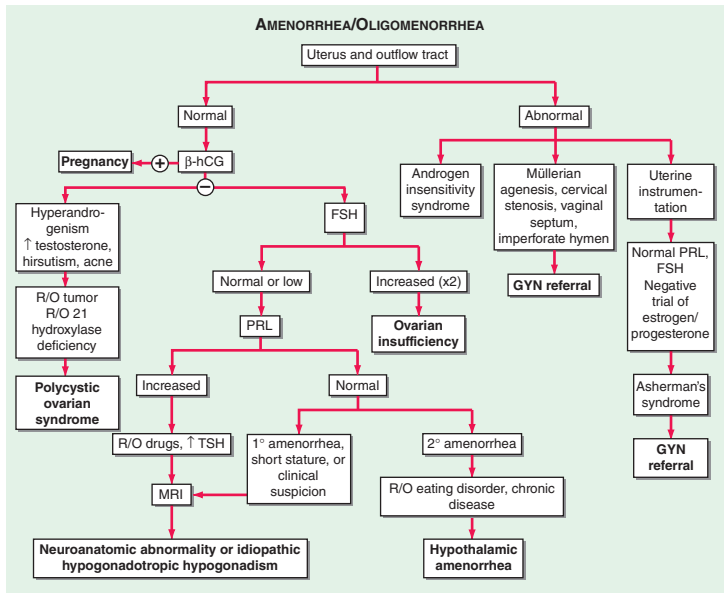 AMENORRHEA/OLIGOMENORRHEA
Uterus and outflow tract
Normal
Abnormal
Pregnancy
+
β-hCG
−
Androgen
insensitivity
syndrome
Müllerian
agenesis, cervical
stenosis, vaginal
septum,
imperforate hymen
Uterine
instrumen-
tation
Hyperandro-
genism
↑ testosterone,
hirsutism, acne
FSH
Normal or low
Increased (x2)
GYN referral
Normal PRL,
FSH
Negative
trial of
estrogen/
progesterone
R/O tumor
R/O 21
hydroxylase
deficiency
PRL
Ovarian
insufficiency
Polycystic
ovarian
syndrome
Increased
Normal
Asherman's
syndrome
R/O drugs, ↑ TSH
1° amenorrhea,
short stature, or
clinical
suspicion
2° amenorrhea
GYN
referral
MRI
R/O eating disorder, chronic
disease
Neuroanatomic abnormality or idiopathic
hypogonadotropic hypogonadism
Hypothalamic
amenorrhea